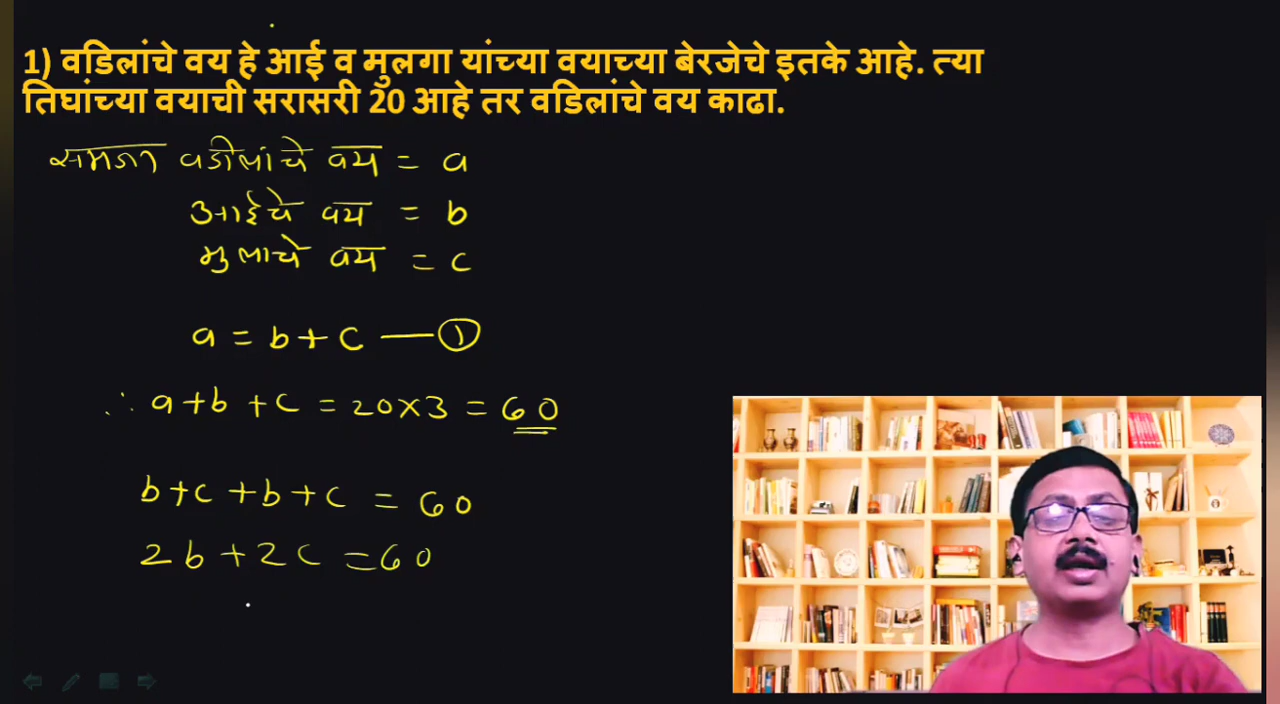 1) वडिलांचे वय हे आई व मुलगा यांच्या वयाच्या बेरजेचे इतके आहे. त्या
तिघांच्या वयाची सरासरी 20 आहे तर वडिलांचे वय काढा.
समजा वडीलांचे वय = a
आईचे वय = b
मुलाचे वय = c
a = b + c — ①
∴ a + b + c = 20 × 3 = 60
b + c + b + c = 60
2b + 2c = 60